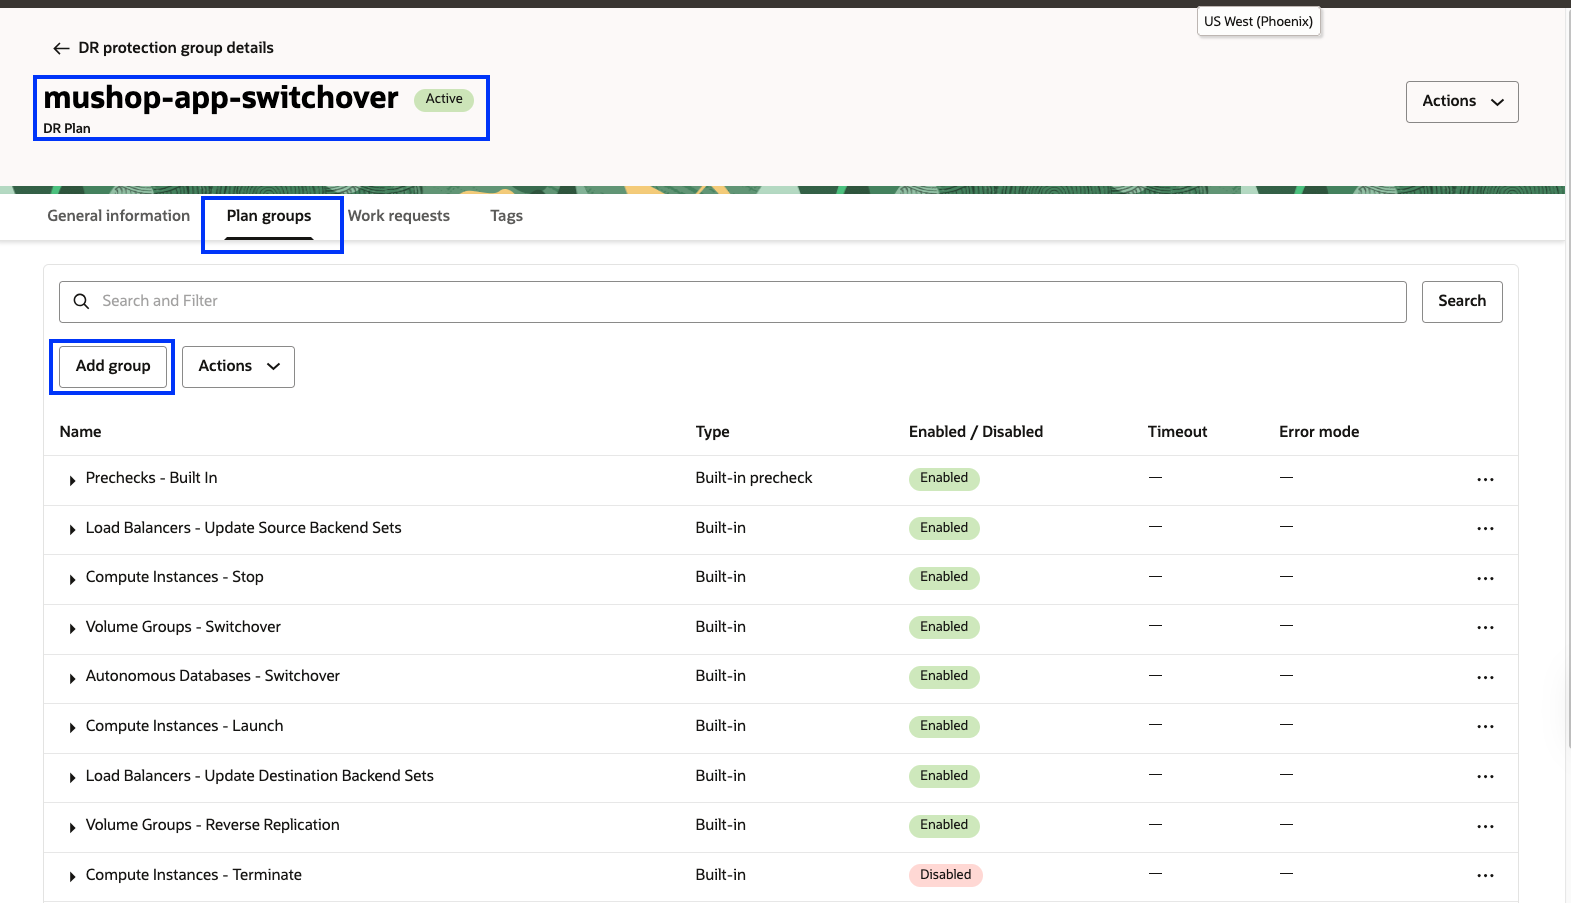 US West (Phoenix)
DR protection group details
mushop-app-switchover Active
DR Plan
Actions
General information Plan groups Work requests Tags
Search and Filter Search
Add group Actions
Name Type Enabled / Disabled Timeout Error mode
Prechecks - Built In Built-in precheck Enabled — — ...
Load Balancers - Update Source Backend Sets Built-in Enabled — — ...
Compute Instances - Stop Built-in Enabled — — ...
Volume Groups - Switchover Built-in Enabled — — ...
Autonomous Databases - Switchover Built-in Enabled — — ...
Compute Instances - Launch Built-in Enabled — — ...
Load Balancers - Update Destination Backend Sets Built-in Enabled — — ...
Volume Groups - Reverse Replication Built-in Enabled — — ...
Compute Instances - Terminate Built-in Disabled — — ...